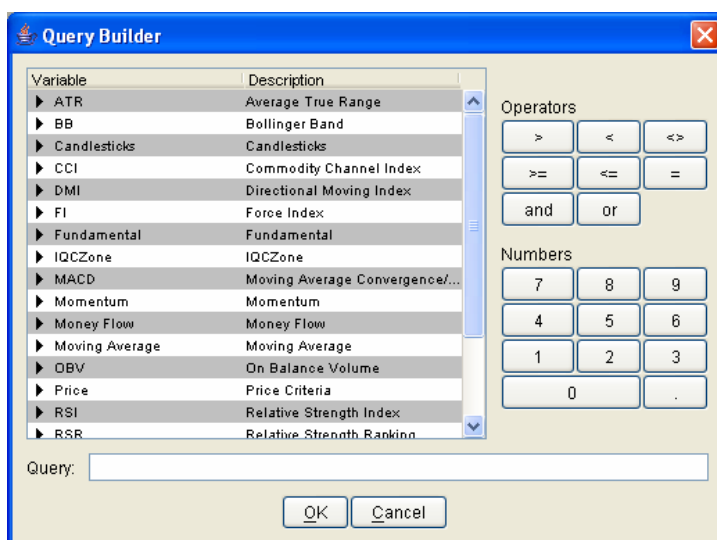 Query Builder
Variable Description
ATR Average True Range
BB Bollinger Band
Candlesticks Candlesticks
CCI Commodity Channel Index
DMI Directional Moving Index
FI Force Index
Fundamental Fundamental
IQCZone IQCZone
MACD Moving Average Convergence/...
Momentum Momentum
Money Flow Money Flow
Moving Average Moving Average
OBV On Balance Volume
Price Price Criteria
RSI Relative Strength Index
RSR Relative Strength Ranking
Operators
> < <>
>= <= =
and or
Numbers
7 8 9
4 5 6
1 2 3
0 .
Query:
OK Cancel